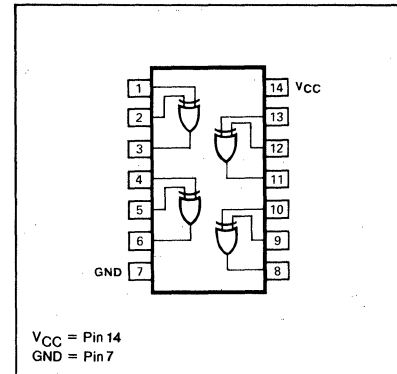 1 14 VCC
2 13
3 12
4 11
5 10
6 9
GND 7 8
VCC = Pin 14
GND = Pin 7